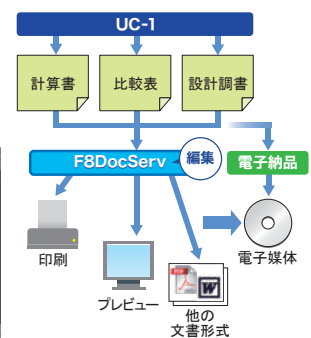 UC-1
計算書
比較表
設計調書
F8DocServ
編集
電子納品
印刷
プレビュー
PDF
W
他の
文書形式
電子媒体